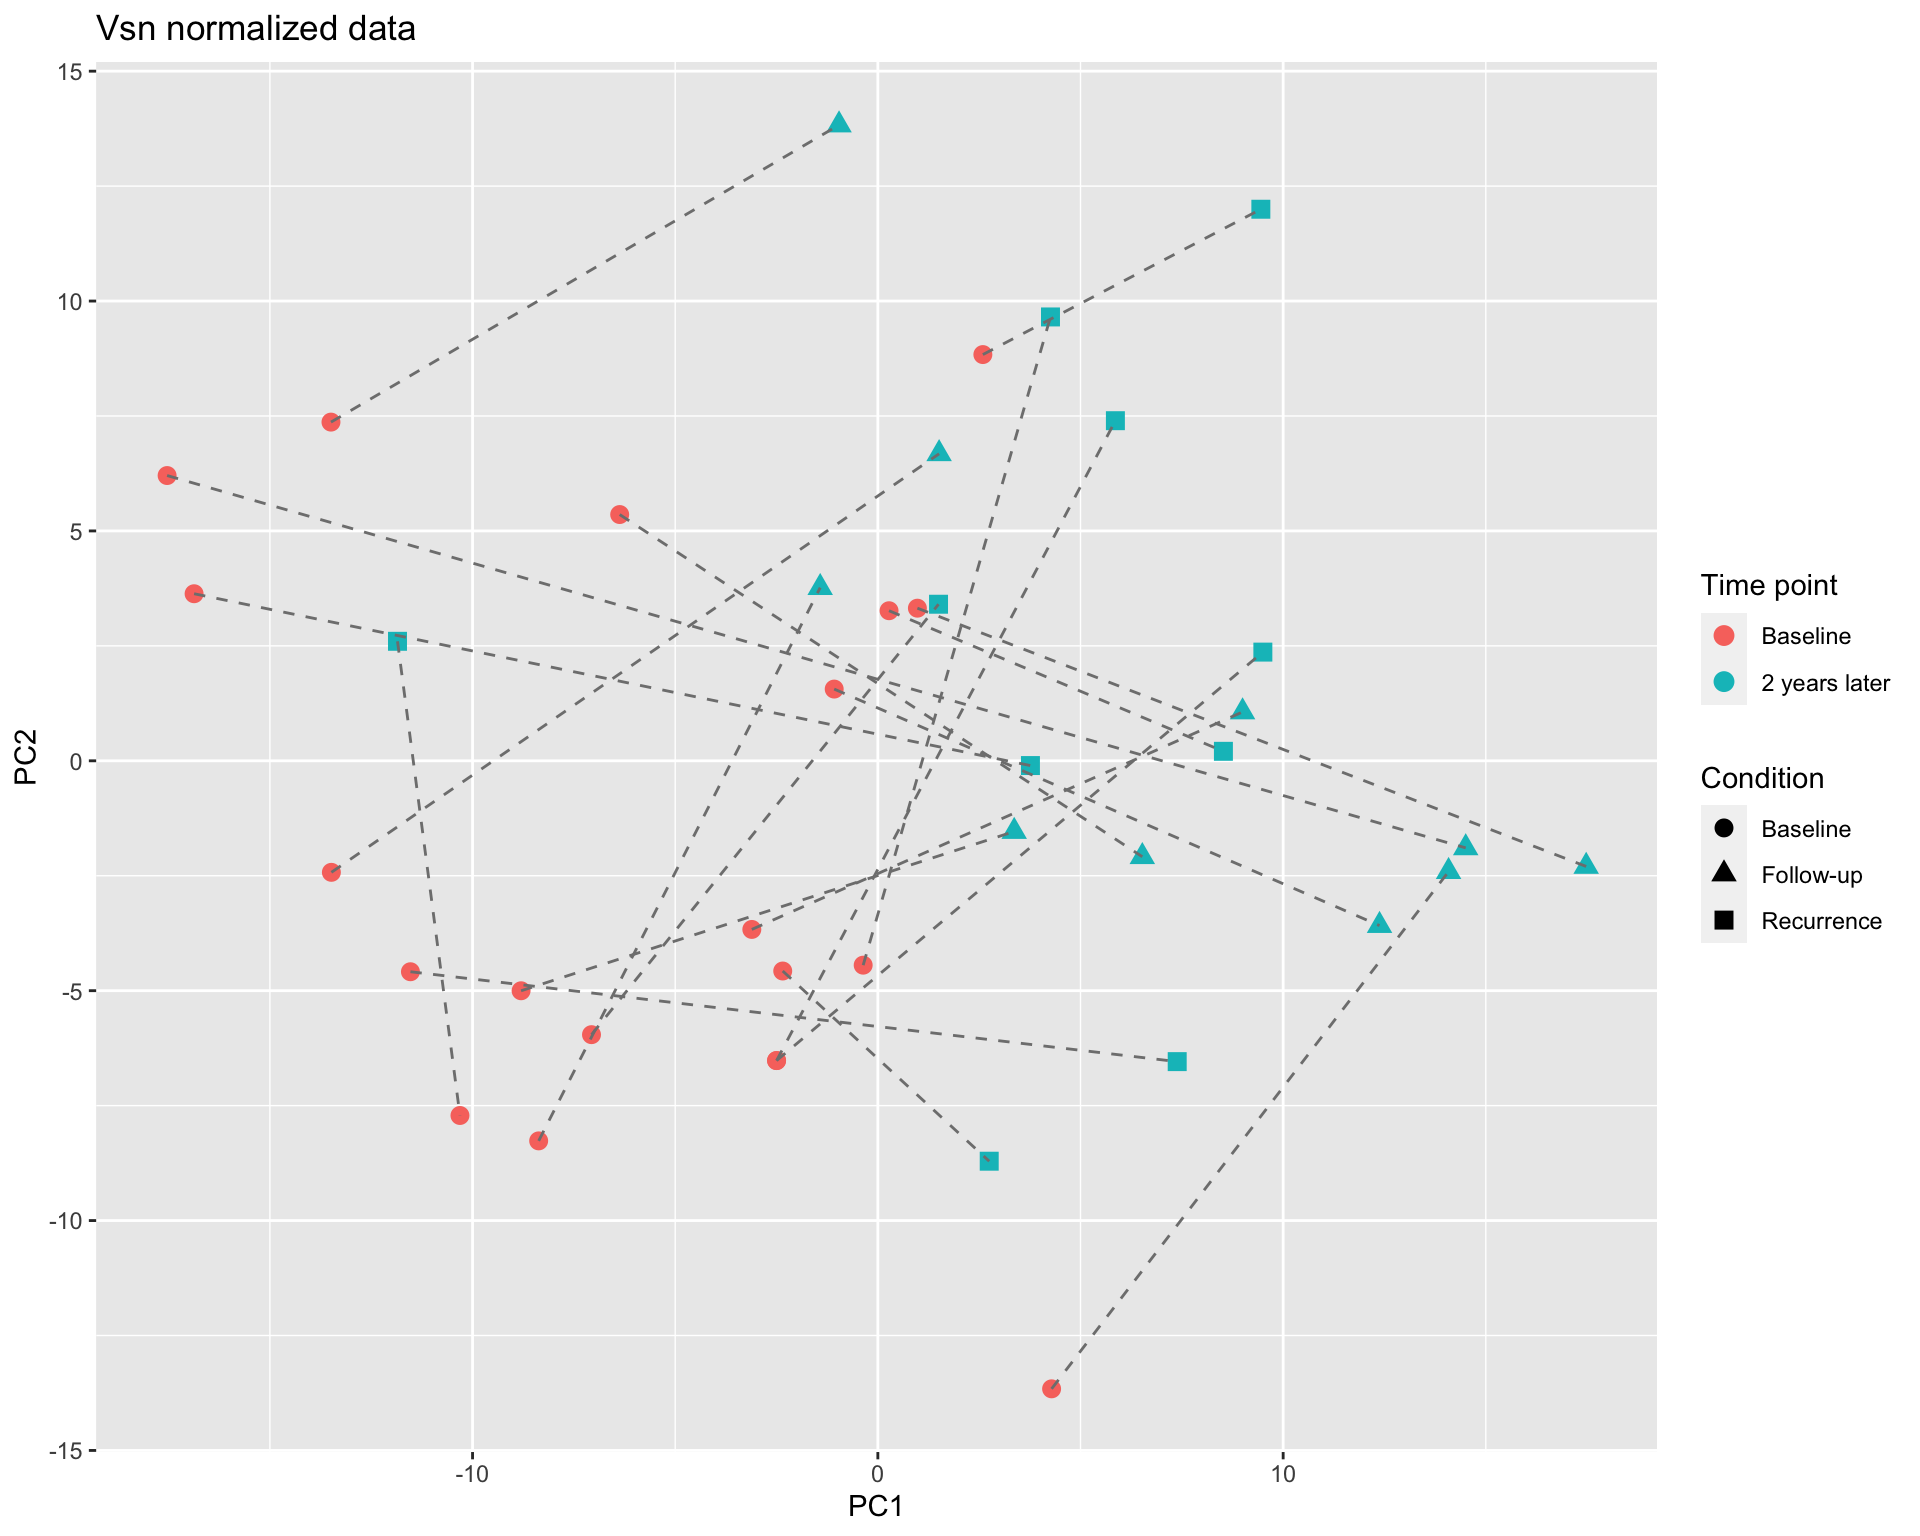 Vsn normalized data
15
10
5
0
-5
-10
-15
PC2
-10
0
10
PC1
Time point
Baseline
2 years later
Condition
Baseline
Follow-up
Recurrence